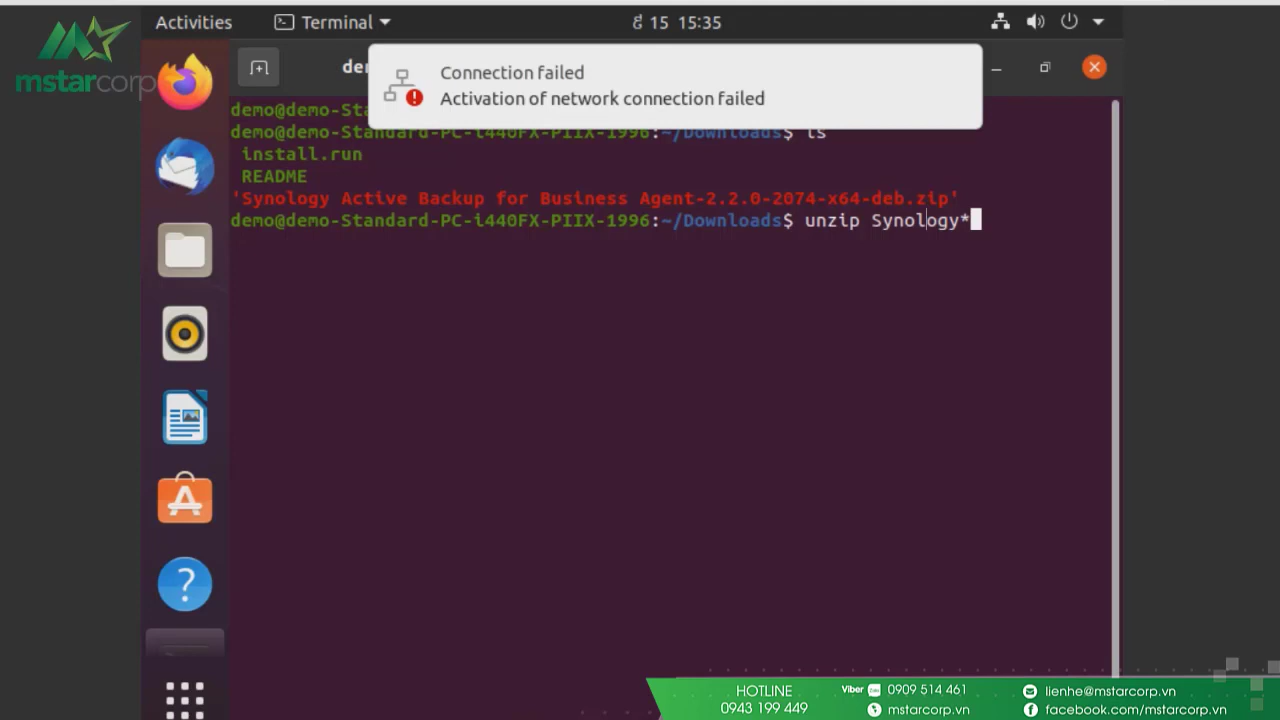 mstarcorp
Activities
Terminal
ธ 15 15:35
Connection failed
Activation of network connection failed
demo@demo-Standard-PC-i440FX-PIIX-1996:~/Downloads$ ls
install.run
README
'Synology Active Backup for Business Agent-2.2.0-2074-x64-deb.zip'
demo@demo-Standard-PC-i440FX-PIIX-1996:~/Downloads$ unzip Synology*
HOTLINE
0943 199 449
Viber Zalo 0909 514 461
mstarcorp.vn
lienhe@mstarcorp.vn
facebook.com/mstarcorp.vn